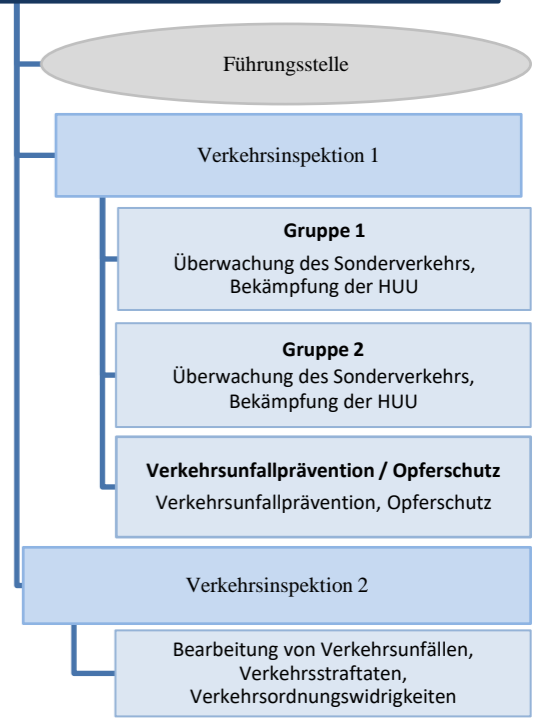 Führungsstelle
Verkehrsinspektion 1
Gruppe 1
Überwachung des Sonderverkehrs,
Bekämpfung der HUU
Gruppe 2
Überwachung des Sonderverkehrs,
Bekämpfung der HUU
Verkehrsunfallprävention / Opferschutz
Verkehrsunfallprävention, Opferschutz
Verkehrsinspektion 2
Bearbeitung von Verkehrsunfällen,
Verkehrsstraftaten,
Verkehrsordnungswidrigkeiten